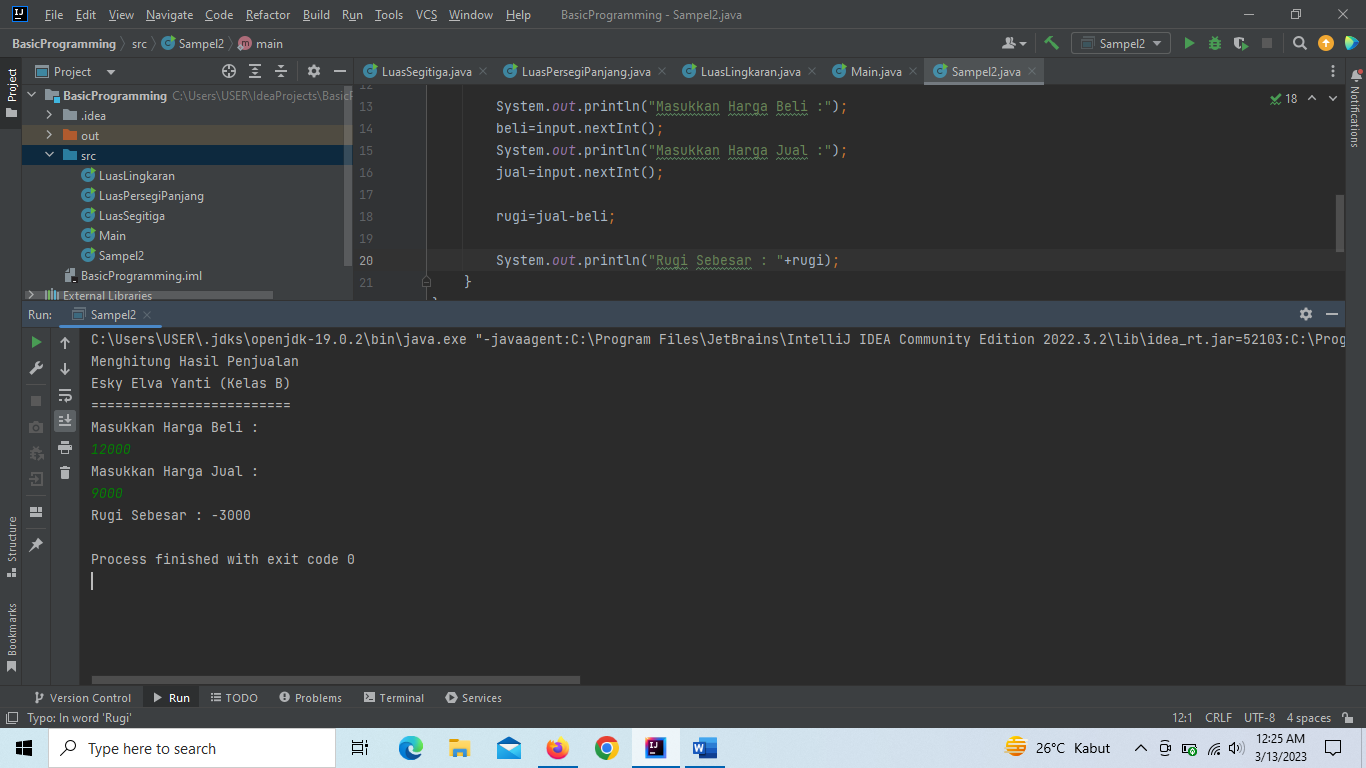 File Edit View Navigate Code Refactor Build Run Tools VCS Window Help BasicProgramming - Sampel2.java
BasicProgramming src Sampel2 main
Sampel2
Project
Project
LuasSegitiga.java LuasPersegiPanjang.java LuasLingkaran.java Main.java Sampel2.java
Notifications
BasicProgramming C:\Users\USER\IdeaProjects\BasicP
.idea
out
src
LuasLingkaran
LuasPersegiPanjang
LuasSegitiga
Main
Sampel2
BasicProgramming.iml
External Libraries
12
13 System.out.println("Masukkan Harga Beli :");
14 beli=input.nextInt();
15 System.out.println("Masukkan Harga Jual :");
16 jual=input.nextInt();
17
18 rugi=jual-beli;
19
20 System.out.println("Rugi Sebesar : "+rugi);
21 }
}
18
Run: Sampel2
C:\Users\USER\.jdks\openjdk-19.0.2\bin\java.exe "-javaagent:C:\Program Files\JetBrains\IntelliJ IDEA Community Edition 2022.3.2\lib\idea_rt.jar=52103:C:\Prog
Menghitung Hasil Penjualan
Esky Elva Yanti (Kelas B)
=========================
Masukkan Harga Beli :
12000
Masukkan Harga Jual :
9000
Rugi Sebesar : -3000
Process finished with exit code 0
Structure
Bookmarks
Version Control Run TODO Problems Terminal Services
Typo: In word 'Rugi' 12:1 CRLF UTF-8 4 spaces
Type here to search
26°C Kabut
12:25 AM
3/13/2023